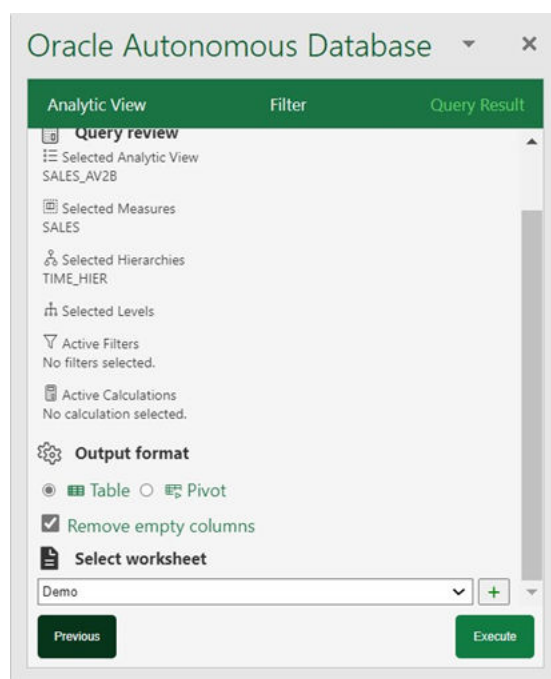 Oracle Autonomous Database
Analytic View Filter Query Result
Query review
Selected Analytic View
SALES_AV2B
Selected Measures
SALES
Selected Hierarchies
TIME_HIER
Selected Levels
Active Filters
No filters selected.
Active Calculations
No calculation selected.
Output format
Table Pivot
Remove empty columns
Select worksheet
Demo
Previous Execute